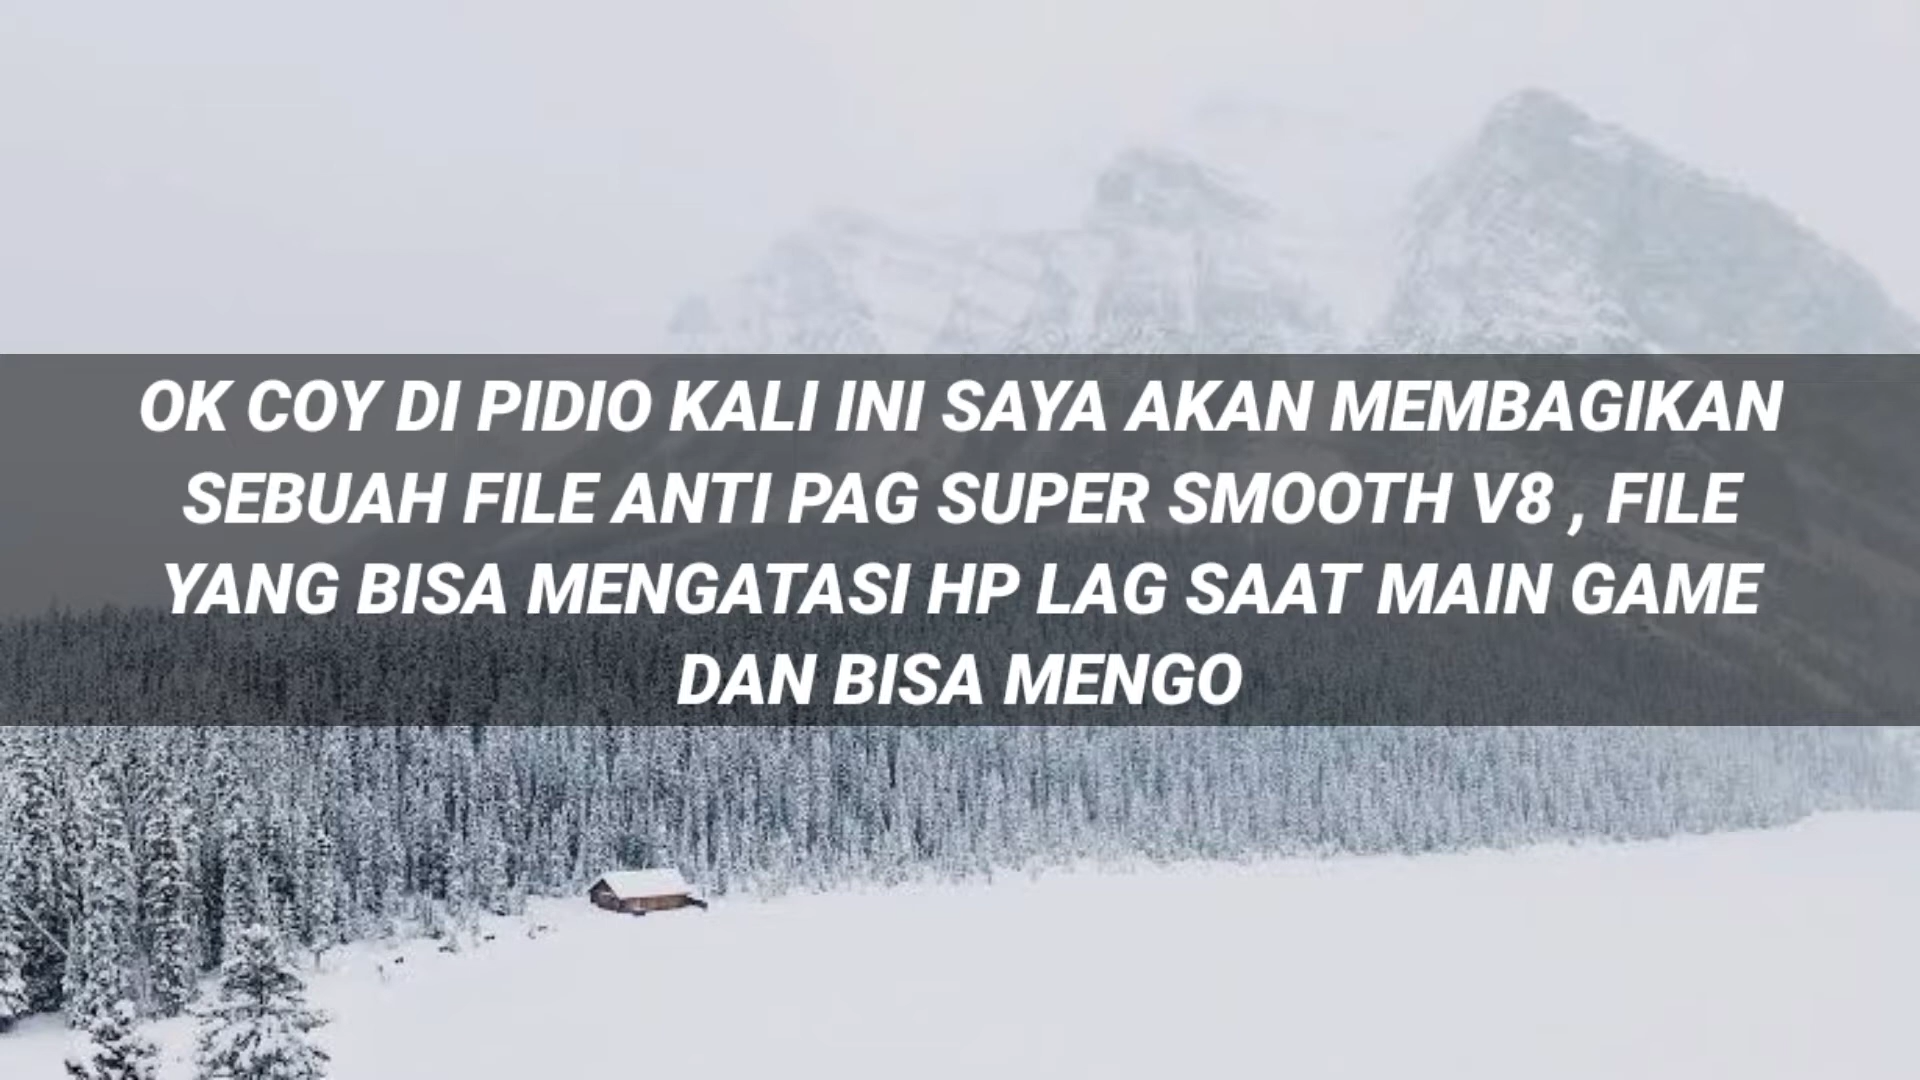 OK COY DI PIDIO KALI INI SAYA AKAN MEMBAGIKAN
SEBUAH FILE ANTI PAG SUPER SMOOTH V8 , FILE
YANG BISA MENGATASI HP LAG SAAT MAIN GAME
DAN BISA MENGO